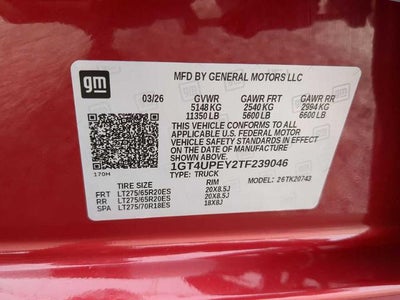 gm
MFD BY GENERAL MOTORS LLC
03/26 GVWR GAWR FRT GAWR RR
5148 KG 2540 KG 2994 KG
11350 LB 5600 LB 6600 LB
THIS VEHICLE CONFORMS TO ALL
APPLICABLE U.S. FEDERAL MOTOR
VEHICLE SAFETY STANDARDS IN EFFECT
ON THE DATE OF MANUFACTURE SHOWN ABOVE.
1GT4UPEY2TF239046
170H TYPE: TRUCK MODEL: 26TK20743
TIRE SIZE RIM
FRT LT275/65R20ES 20X8.5J
RR LT275/65R20ES 20X8.5J
SPA LT275/70R18ES 18X8J